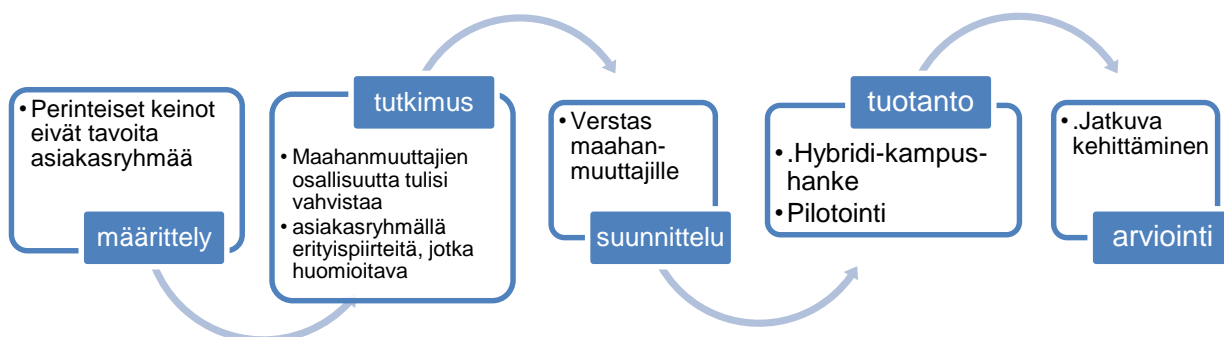 • Perinteiset keinot
eivät tavoita
asiakasryhmää
määrittely
tutkimus
• Maahanmuuttajien
osallisuutta tulisi
vahvistaa
• asiakasryhmällä
erityispiirteitä, jotka
huomioitava
• Verstas
maahan-
muuttajille
suunnittelu
tuotanto
• .Hybridi-kampus-
hanke
• Pilotointi
• .Jatkuva
kehittäminen
arviointi